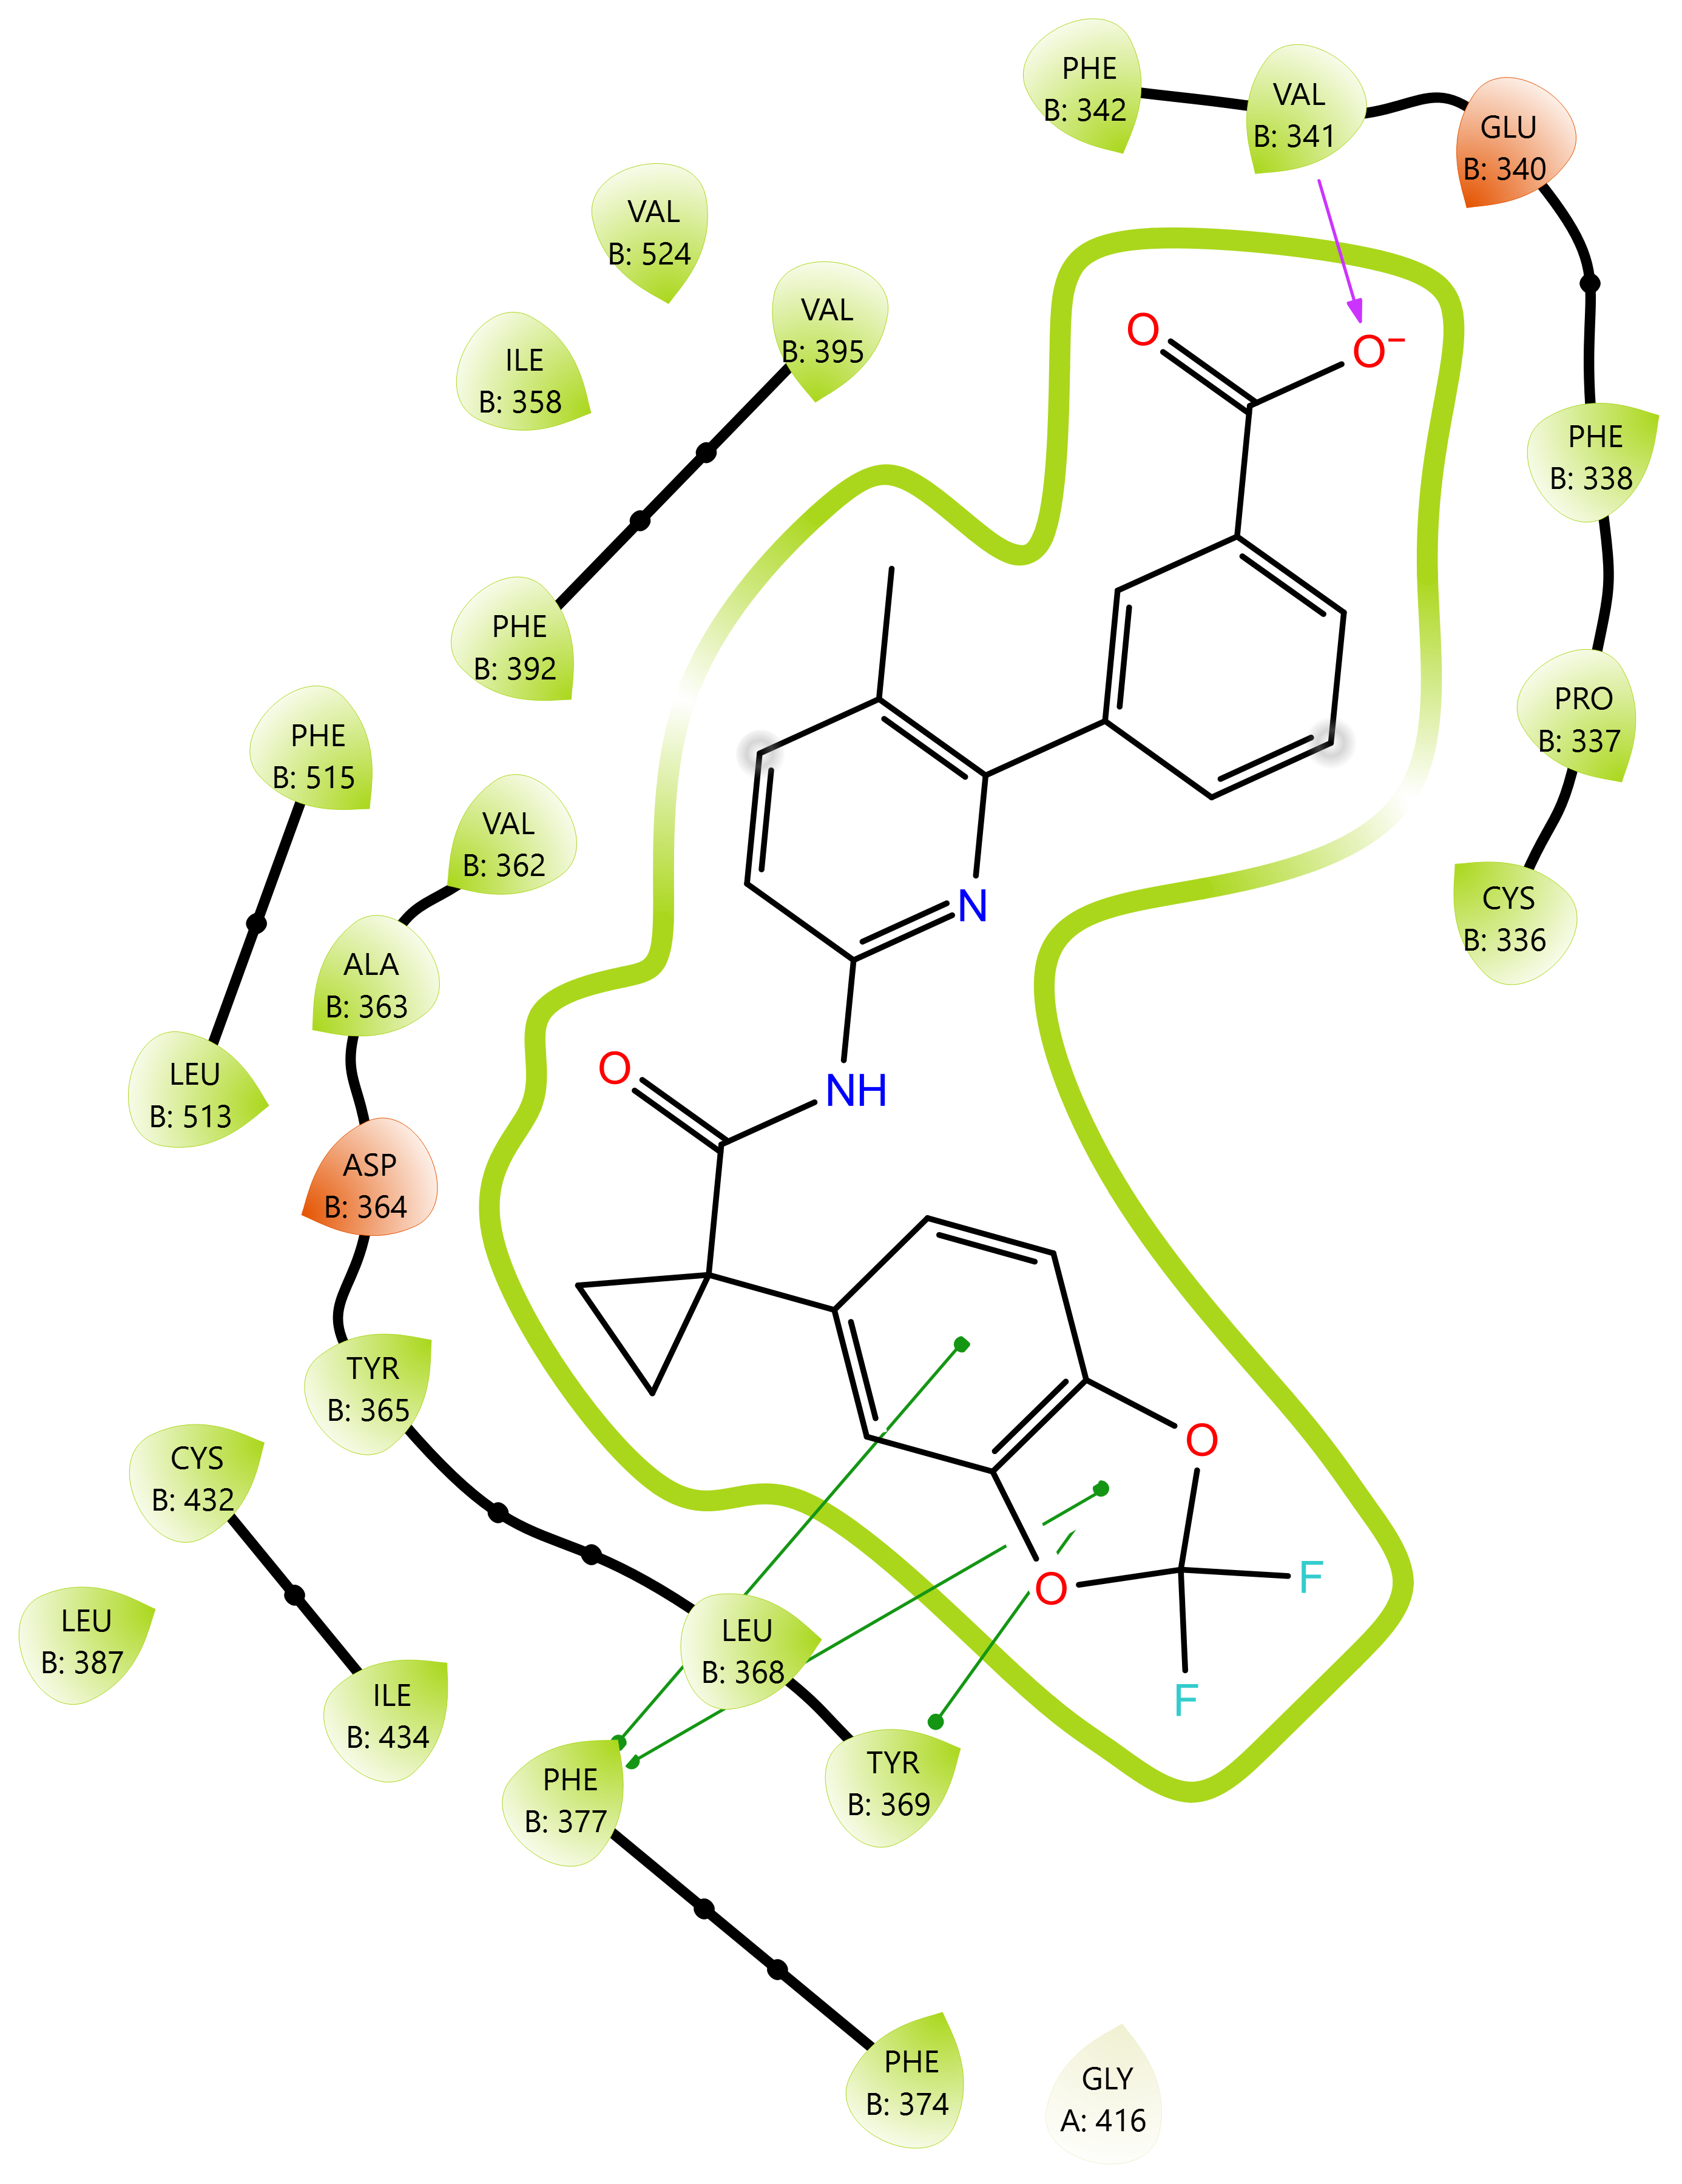 PHE
B: 342
VAL
B: 341
GLU
B: 340
VAL
B: 524
VAL
B: 395
ILE
B: 358
O
O−
PHE
B: 338
PHE
B: 392
PRO
B: 337
PHE
B: 515
VAL
B: 362
N
CYS
B: 336
ALA
B: 363
LEU
B: 513
O
NH
ASP
B: 364
TYR
B: 365
CYS
B: 432
O
LEU
B: 387
O
F
LEU
B: 368
ILE
B: 434
F
PHE
B: 377
TYR
B: 369
PHE
B: 374
GLY
A: 416